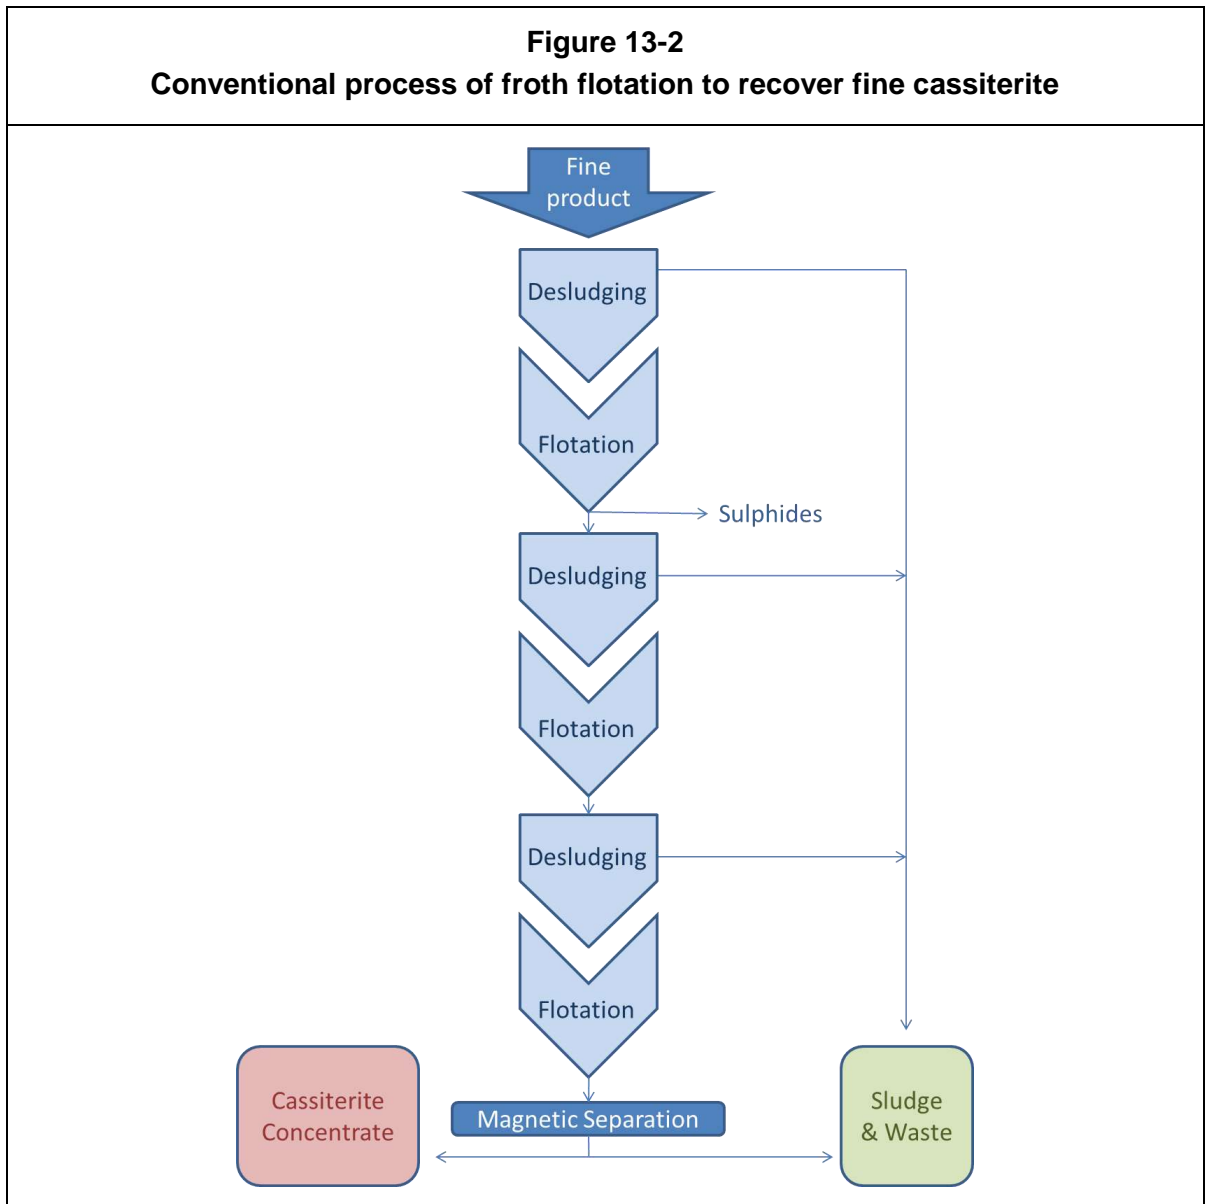 Figure 13-2
Conventional process of froth flotation to recover fine cassiterite
Fine
product
Desludging
Flotation
Sulphides
Desludging
Flotation
Desludging
Flotation
Cassiterite
Concentrate
Magnetic Separation
Sludge
& Waste